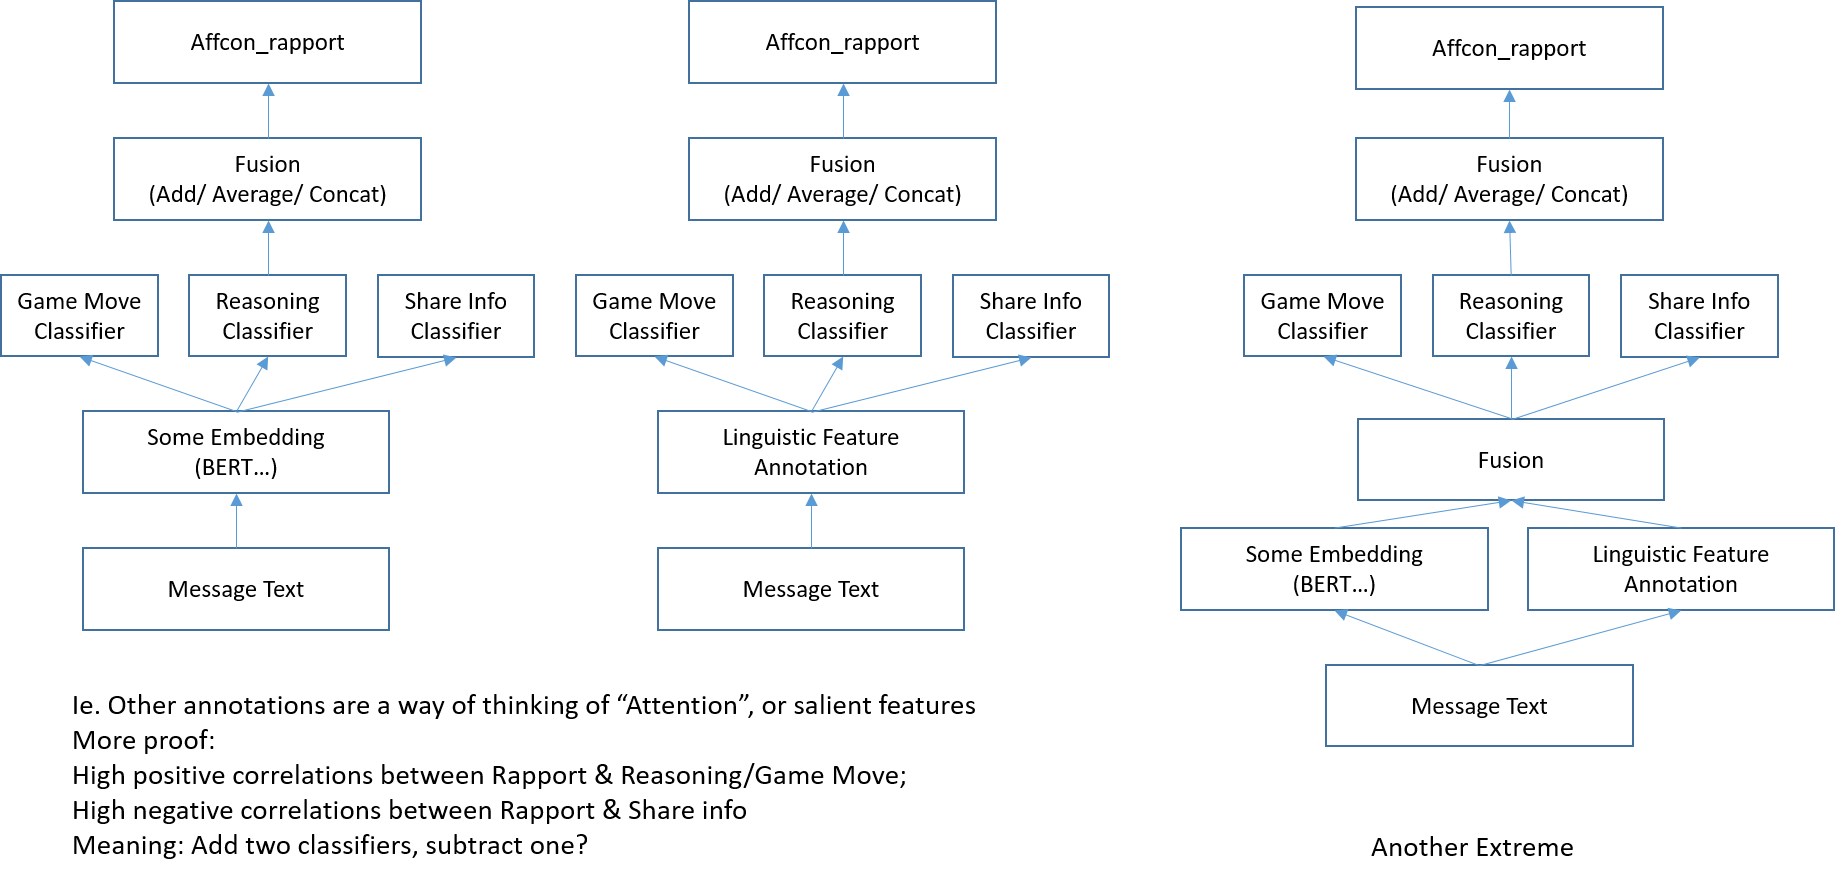 Affcon_rapport
Fusion
(Add/ Average/ Concat)
Game Move
Classifier
Reasoning
Classifier
Share Info
Classifier
Some Embedding
(BERT...)
Message Text
Affcon_rapport
Fusion
(Add/ Average/ Concat)
Game Move
Classifier
Reasoning
Classifier
Share Info
Classifier
Linguistic Feature
Annotation
Message Text
Affcon_rapport
Fusion
(Add/ Average/ Concat)
Game Move
Classifier
Reasoning
Classifier
Share Info
Classifier
Fusion
Some Embedding
(BERT...)
Linguistic Feature
Annotation
Message Text
Ie. Other annotations are a way of thinking of “Attention”, or salient features
More proof:
High positive correlations between Rapport & Reasoning/Game Move;
High negative correlations between Rapport & Share info
Meaning: Add two classifiers, subtract one?
Another Extreme